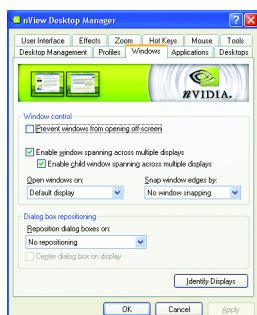 nView Desktop Manager
User Interface Effects Zoom Hot Keys Mouse Tools
Desktop Management Profiles Windows Applications Desktops
NVIDIA.
Window control
Prevent windows from opening off-screen
Enable window spanning across multiple displays
Enable child window spanning across multiple displays
Open windows on: Snap window edges by:
Default display No window snapping
Dialog box repositioning
Reposition dialog boxes on:
No repositioning
Center dialog box on display
Identify Displays
OK Cancel Apply